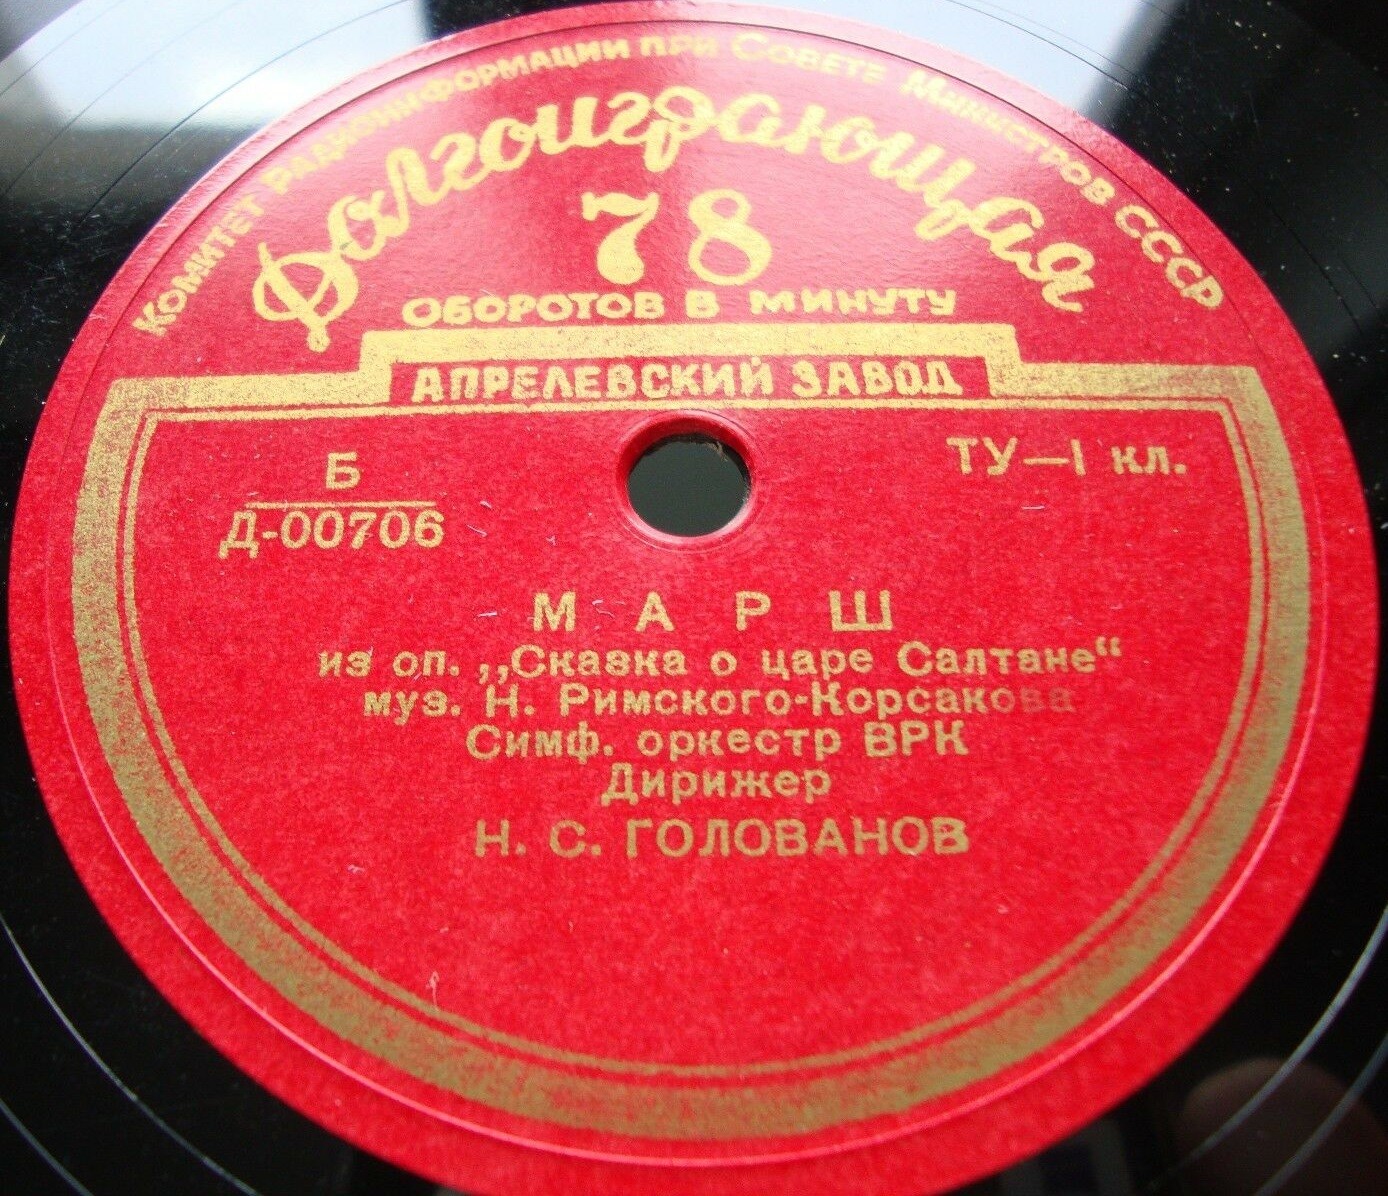 Комитет Радиоинформации при Совете Министров СССР
Долгоиграющая
78
ОБОРОТОВ В МИНУТУ
АПРЕЛЕВСКИЙ ЗАВОД
Б
Д-00706
ТУ—I кл.
МАРШ
из оп. „Сказка о царе Салтане“
муз. Н. Римского-Корсакова
Симф. оркестр ВРК
Дирижер
Н. С. ГОЛОВАНОВ